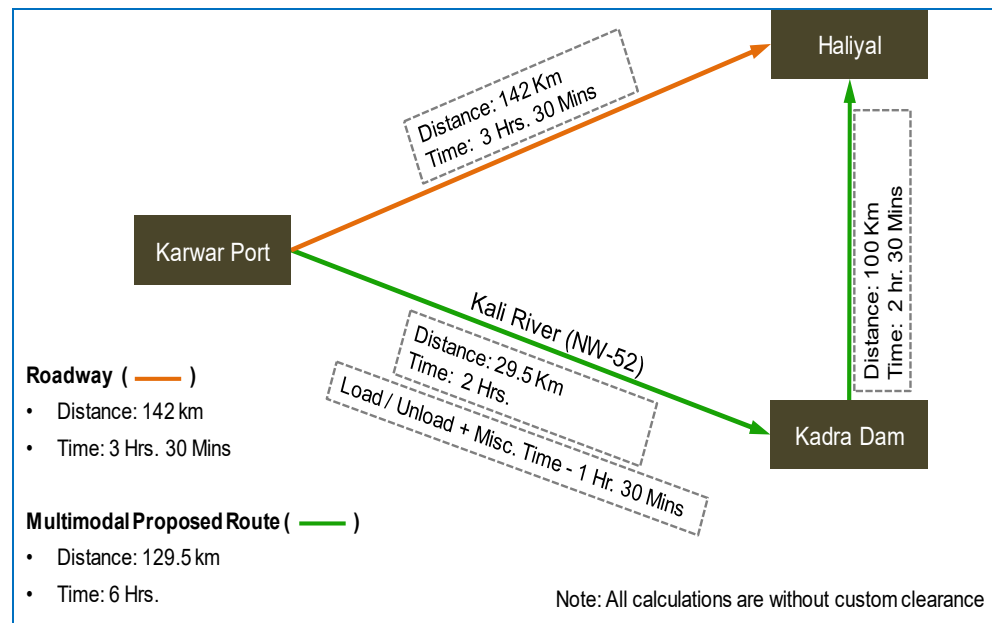 Haliyal
Distance: 142 Km
Time: 3 Hrs. 30 Mins
Karwar Port
Distance: 100 Km
Time: 2 hr. 30 Mins
Kali River (NW-52)
Distance: 29.5 Km
Time: 2 Hrs.
Load / Unload + Misc. Time - 1 Hr. 30 Mins
Kadra Dam
Roadway ( )
• Distance: 142 km
• Time: 3 Hrs. 30 Mins
Multimodal Proposed Route ( )
• Distance: 129.5 km
• Time: 6 Hrs.
Note: All calculations are without custom clearance